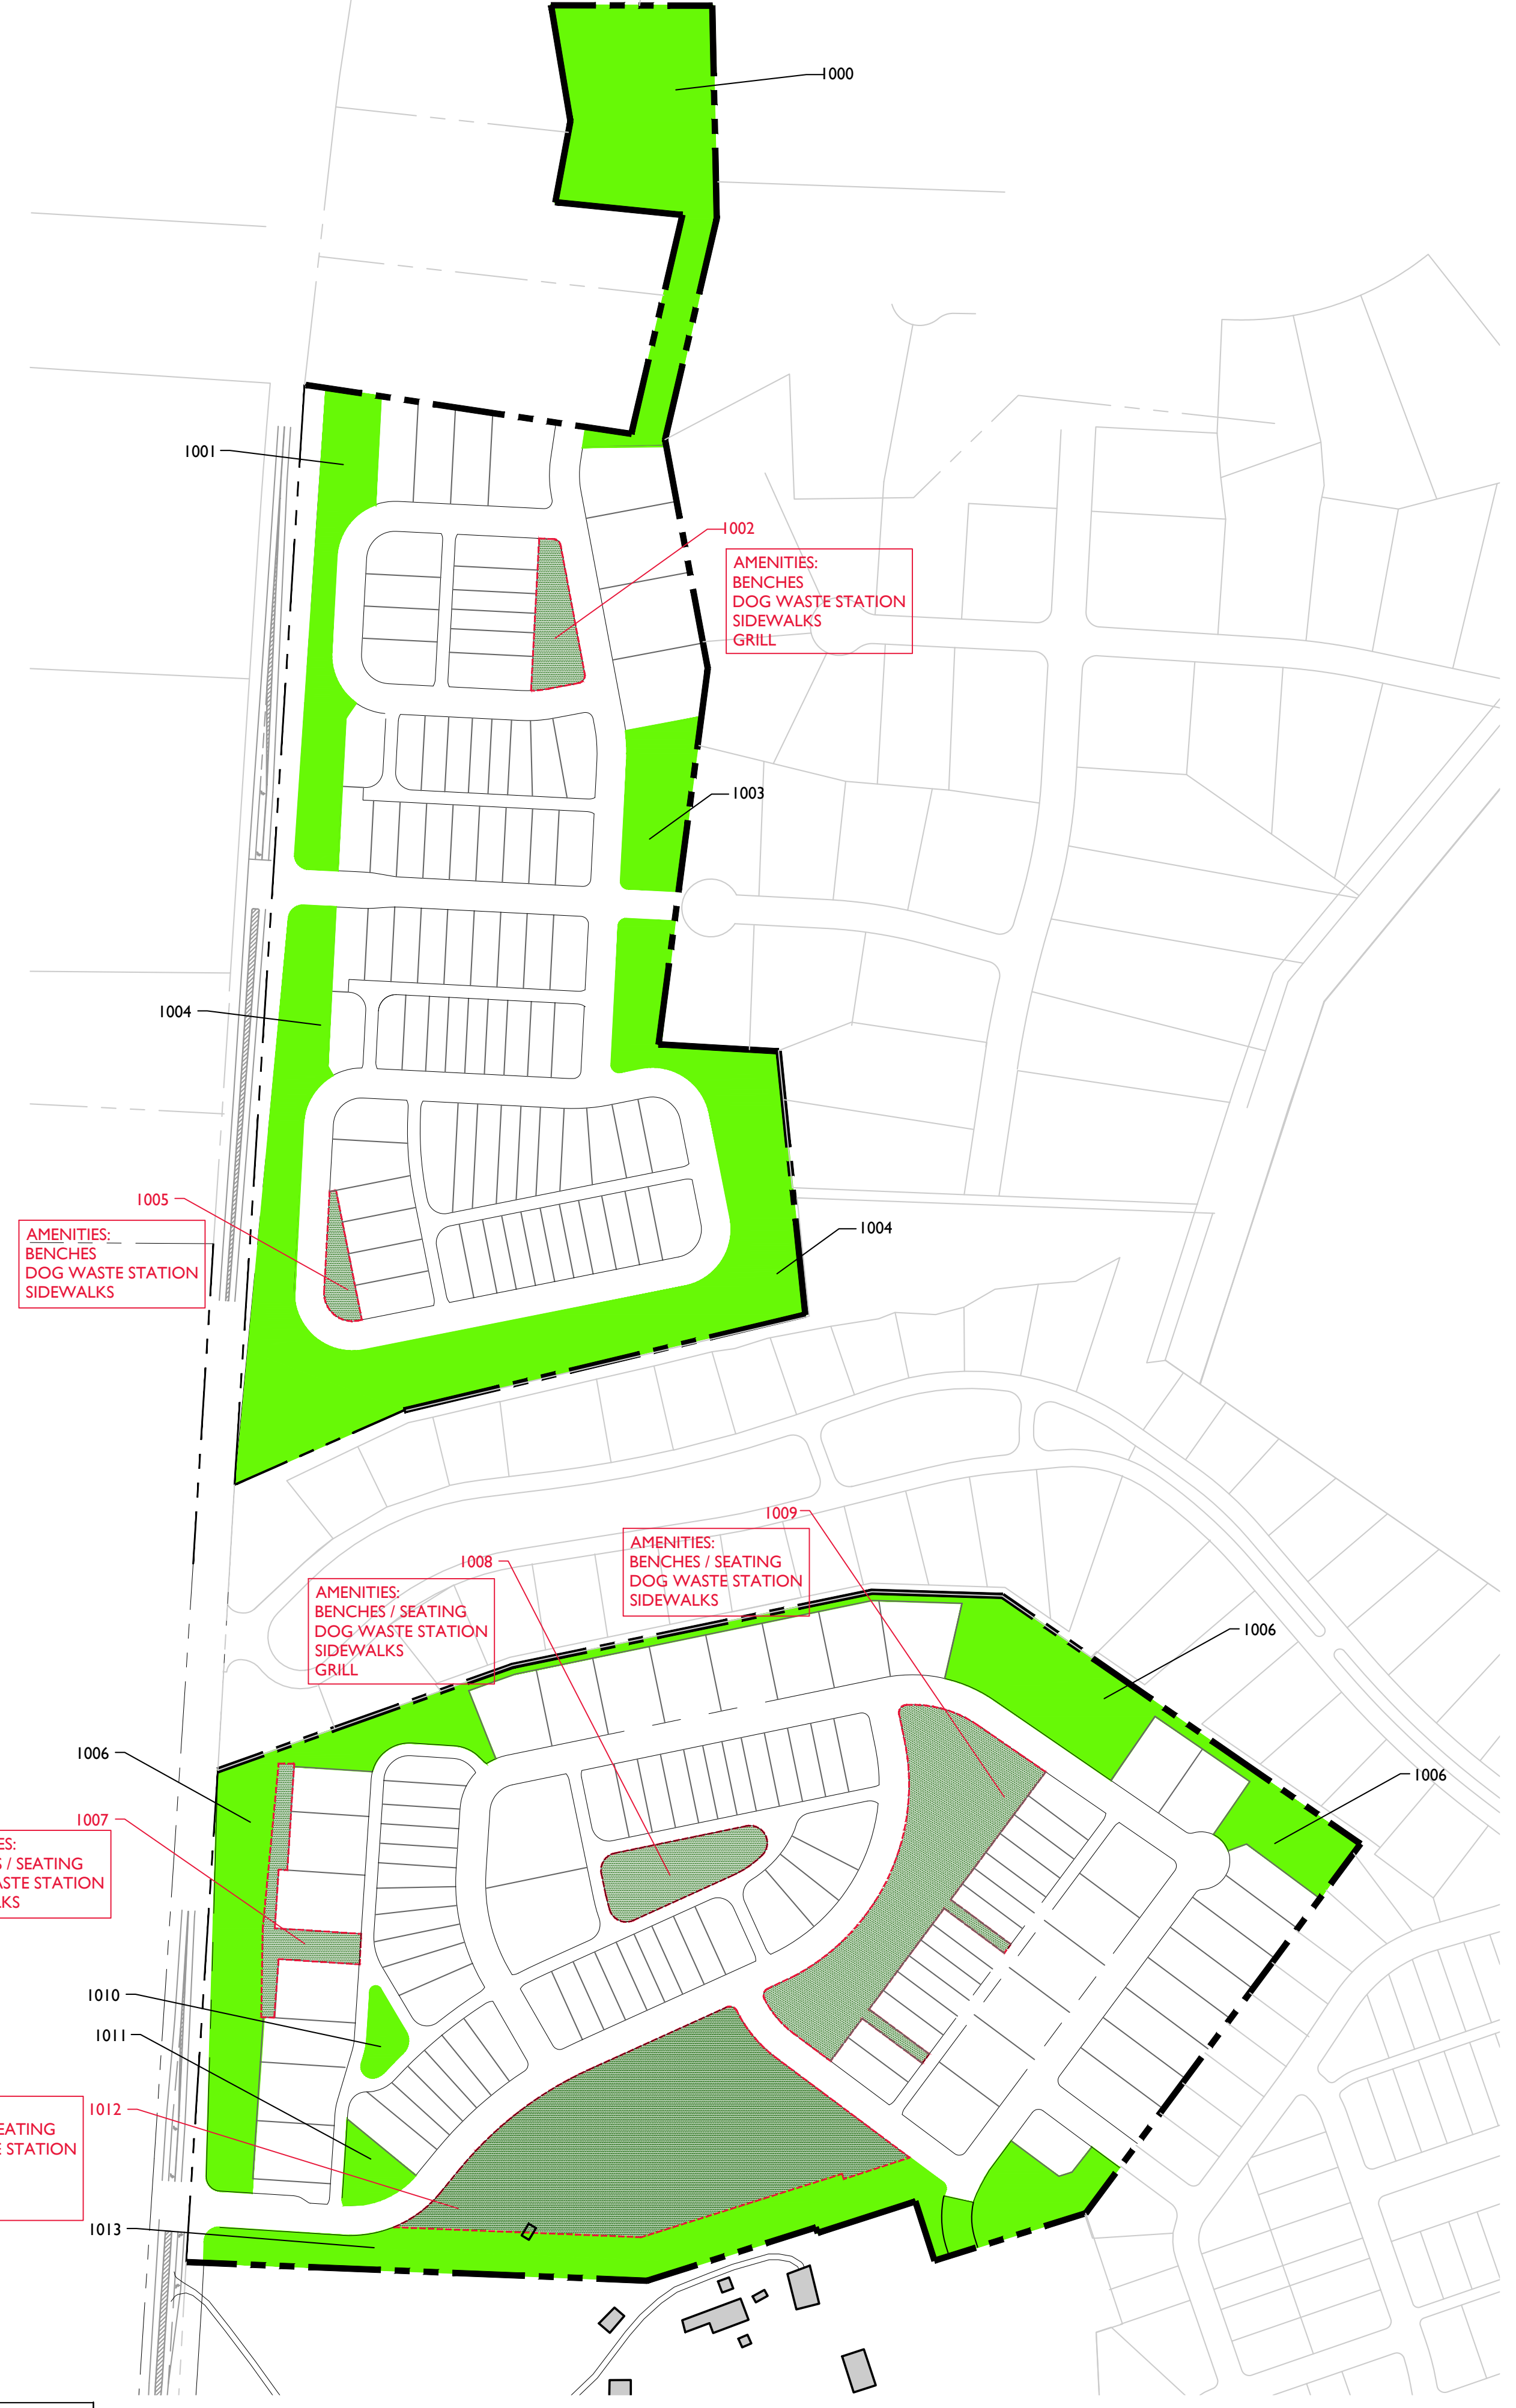 1000
1001
1002
AMENITIES:
BENCHES
DOG WASTE STATION
SIDEWALKS
GRILL
1003
1004
1005
AMENITIES:
BENCHES
DOG WASTE STATION
SIDEWALKS
1004
1009
AMENITIES:
BENCHES / SEATING
DOG WASTE STATION
SIDEWALKS
1008
AMENITIES:
BENCHES / SEATING
DOG WASTE STATION
SIDEWALKS
GRILL
1006
1006
1006
1007
/ SEATING
STATION
1010
1011
1012
STATION
1013